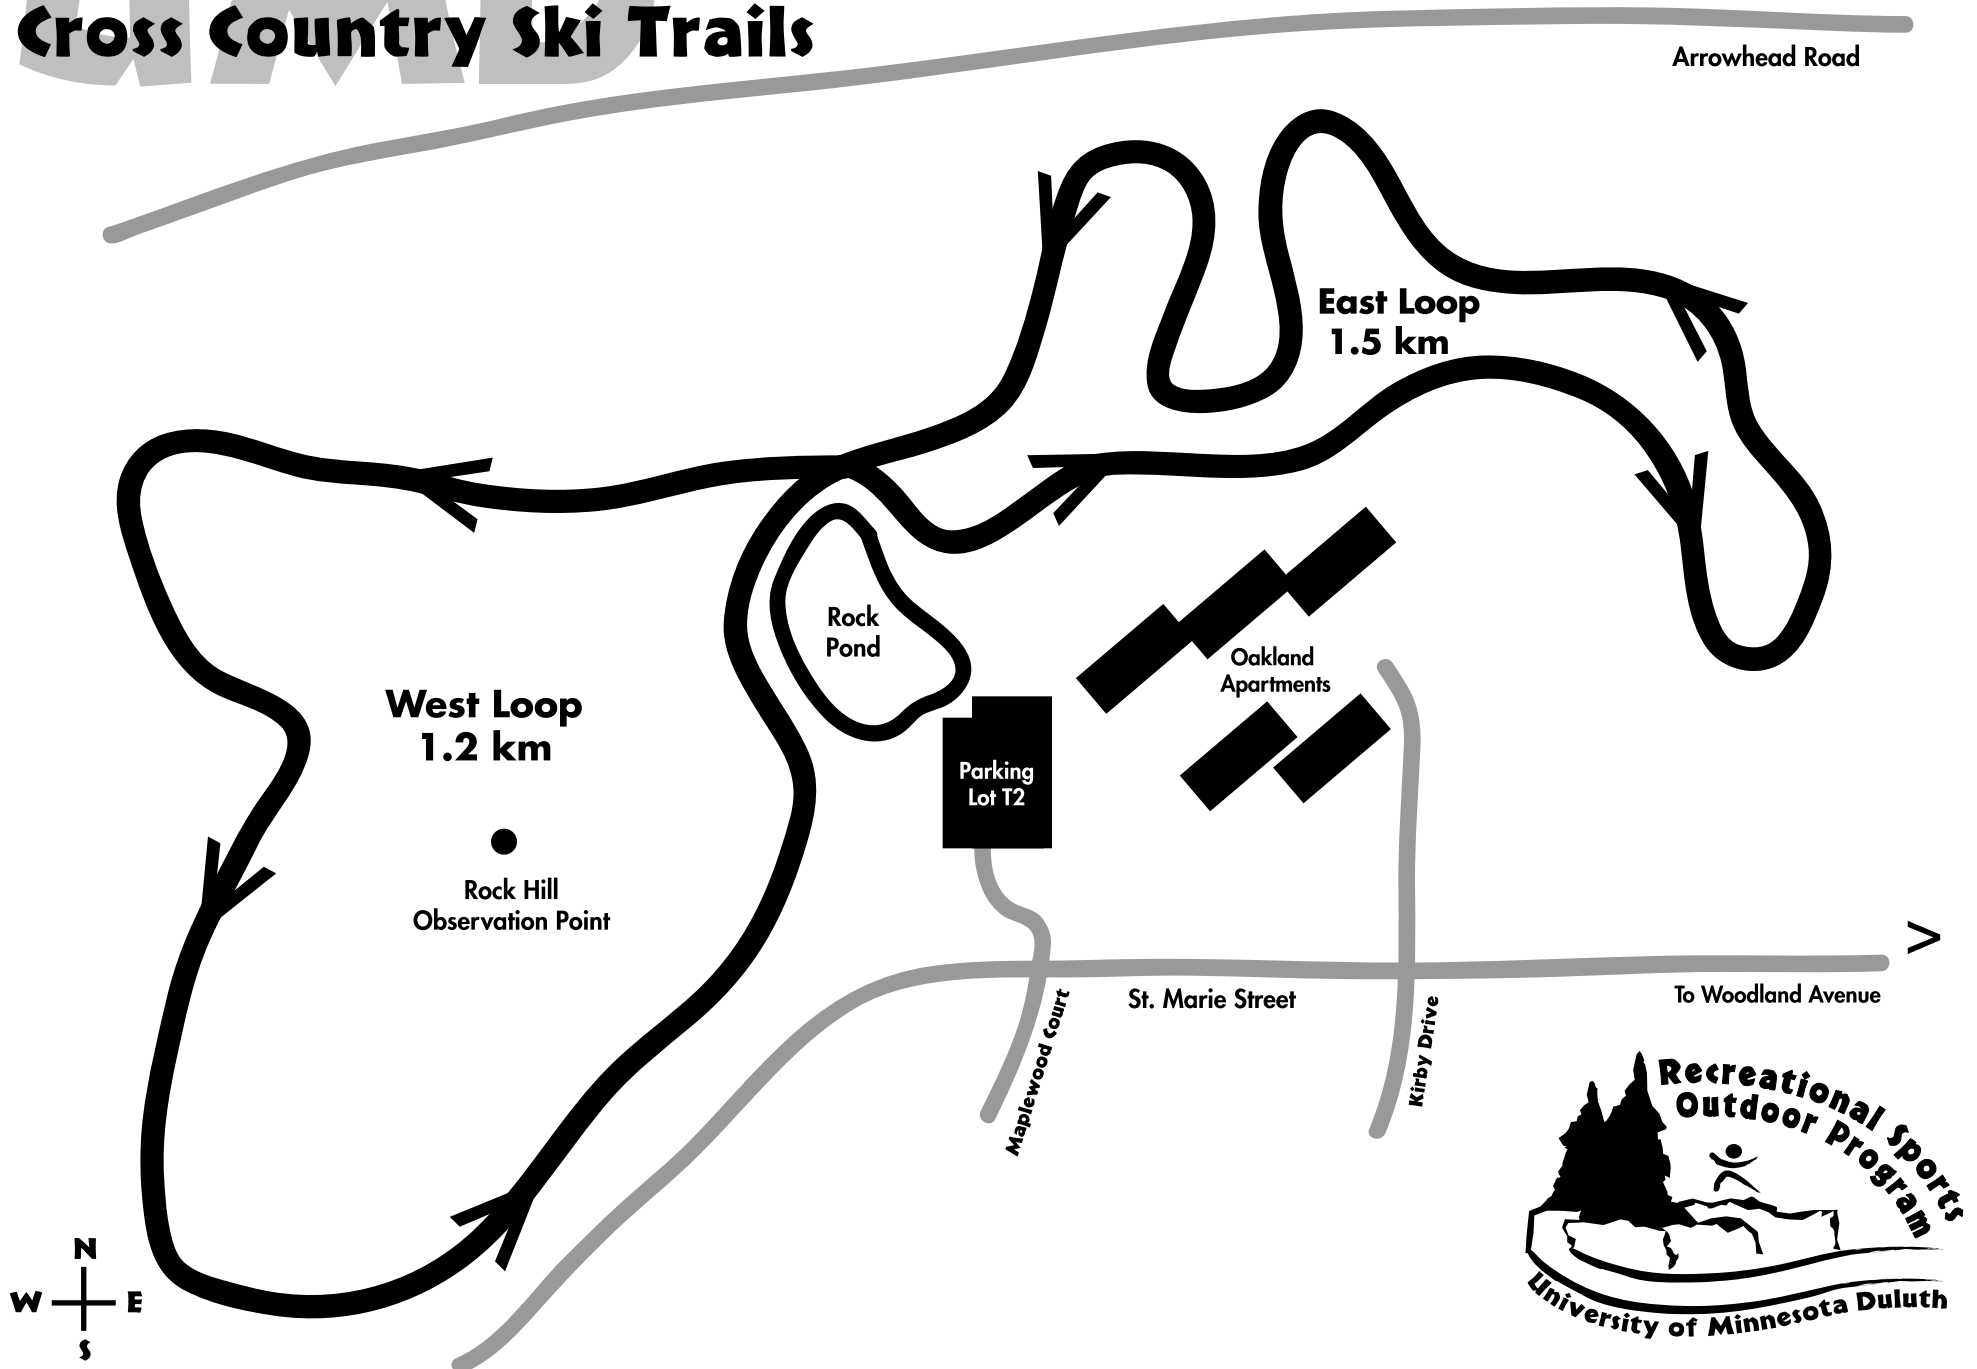 UMD
Cross Country Ski Trails
Arrowhead Road
East Loop
1.5 km
Rock
Pond
Oakland
Apartments
West Loop
1.2 km
Parking
Lot T2
Rock Hill
Observation Point
>
St. Marie Street
To Woodland Avenue
Maplewood Court
Kirby Drive
Recreational Sports
Outdoor Program
N
W E
S
University of Minnesota Duluth